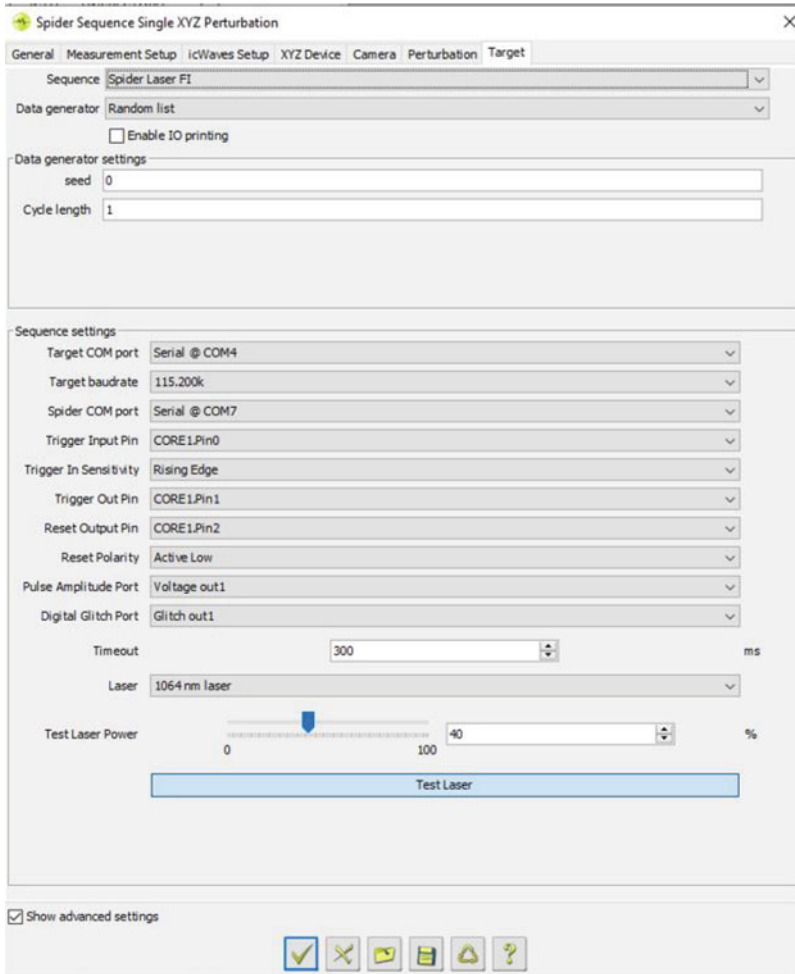 Spider Sequence Single XYZ Perturbation
General Measurement Setup icWaves Setup XYZ Device Camera Perturbation Target
Sequence Spider Laser FI
Data generator Random list
Enable IO printing
Data generator settings
seed 0
Cycle length 1
Sequence settings
Target COM port Serial @ COM4
Target baudrate 115.200k
Spider COM port Serial @ COM7
Trigger Input Pin CORE1.Pin0
Trigger In Sensitivity Rising Edge
Trigger Out Pin CORE1.Pin1
Reset Output Pin CORE1.Pin2
Reset Polarity Active Low
Pulse Amplitude Port Voltage out1
Digital Glitch Port Glitch out1
Timeout 300 ms
Laser 1064 nm laser
Test Laser Power 40 %
0 100
Test Laser
Show advanced settings
?